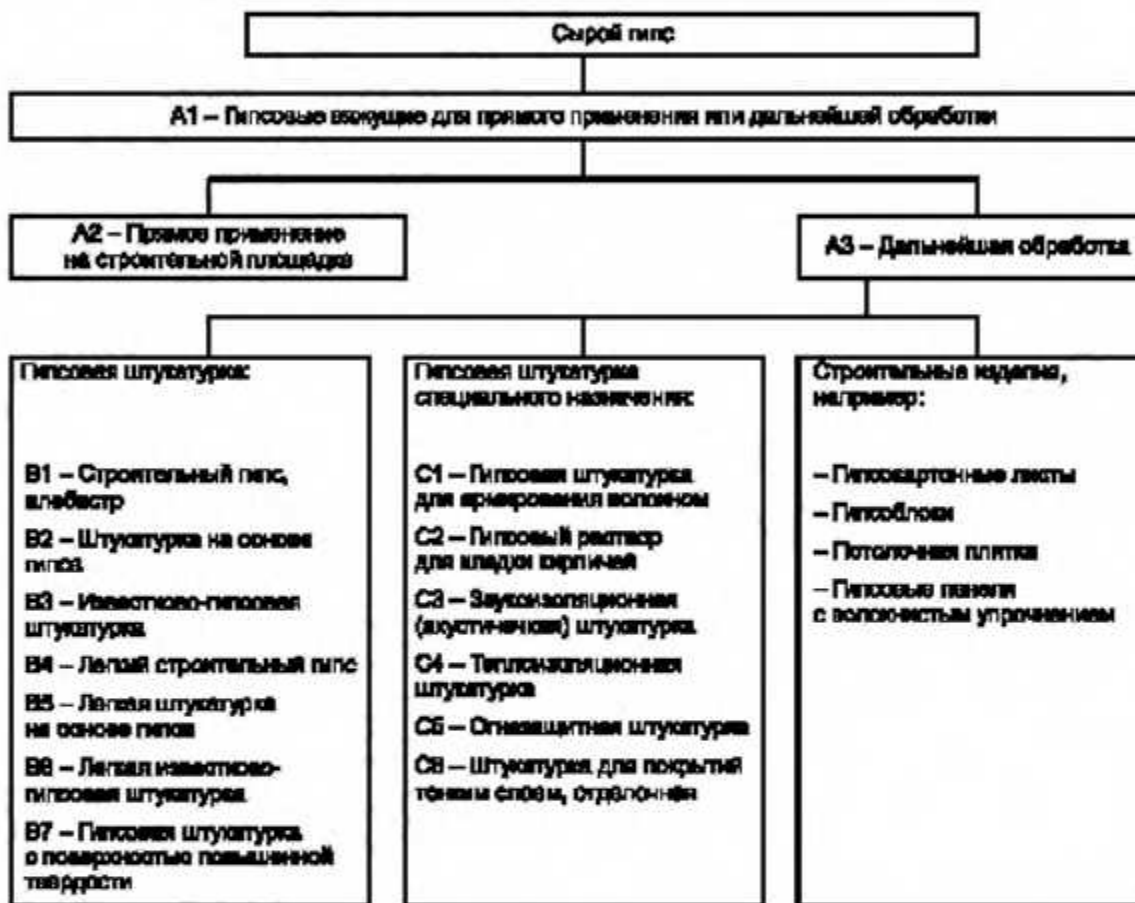 Сырой гипс
А1 – Гипсовые вяжущие для прямого применения или дальнейшей обработки
А2 – Прямое применение
на строительной площадке
А3 – Дальнейшая обработка
Гипсовая штукатурка:
В1 – Строительный гипс,
алебастр
В2 – Штукатурка на основе
гипса
В3 – Известково-гипсовая
штукатурка
В4 – Легкий строительный гипс
В5 – Легкая штукатурка
на основе гипса
В6 – Легкая известково-
гипсовая штукатурка
В7 – Гипсовая штукатурка
с поверхностью повышенной
твердости
Гипсовая штукатурка
специального назначения:
С1 – Гипсовая штукатурка
для армирования волокном
С2 – Гипсовый раствор
для кладки кирпичей
С3 – Звукоизоляционная
(акустическая) штукатурка
С4 – Теплоизоляционная
штукатурка
С5 – Огнезащитная штукатурка
С6 – Штукатурка для покрытий
тонким слоем, отделочная
Строительные изделия,
например:
– Гипсокартонные листы
– Гипсоблоки
– Потолочная плитка
– Гипсовые панели
с волокнистым упрочнением